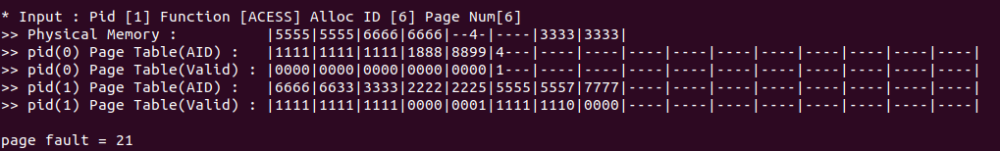 * Input : Pid [1] Function [ACESS] Alloc ID [6] Page Num[6]
>> Physical Memory :           |5555|5555|6666|6666|--4-|----|3333|3333|
>> pid(0) Page Table(AID) :   |1111|1111|1111|1888|8899|4---|----|----|----|----|----|----|----|----|----|----|
>> pid(0) Page Table(Valid) : |0000|0000|0000|0000|0000|1---|----|----|----|----|----|----|----|----|----|----|
>> pid(1) Page Table(AID) :   |6666|6633|3333|2222|2225|5555|5557|7777|----|----|----|----|----|----|----|----|
>> pid(1) Page Table(Valid) : |1111|1111|1111|0000|0001|1111|1110|0000|----|----|----|----|----|----|----|----|
page fault = 21